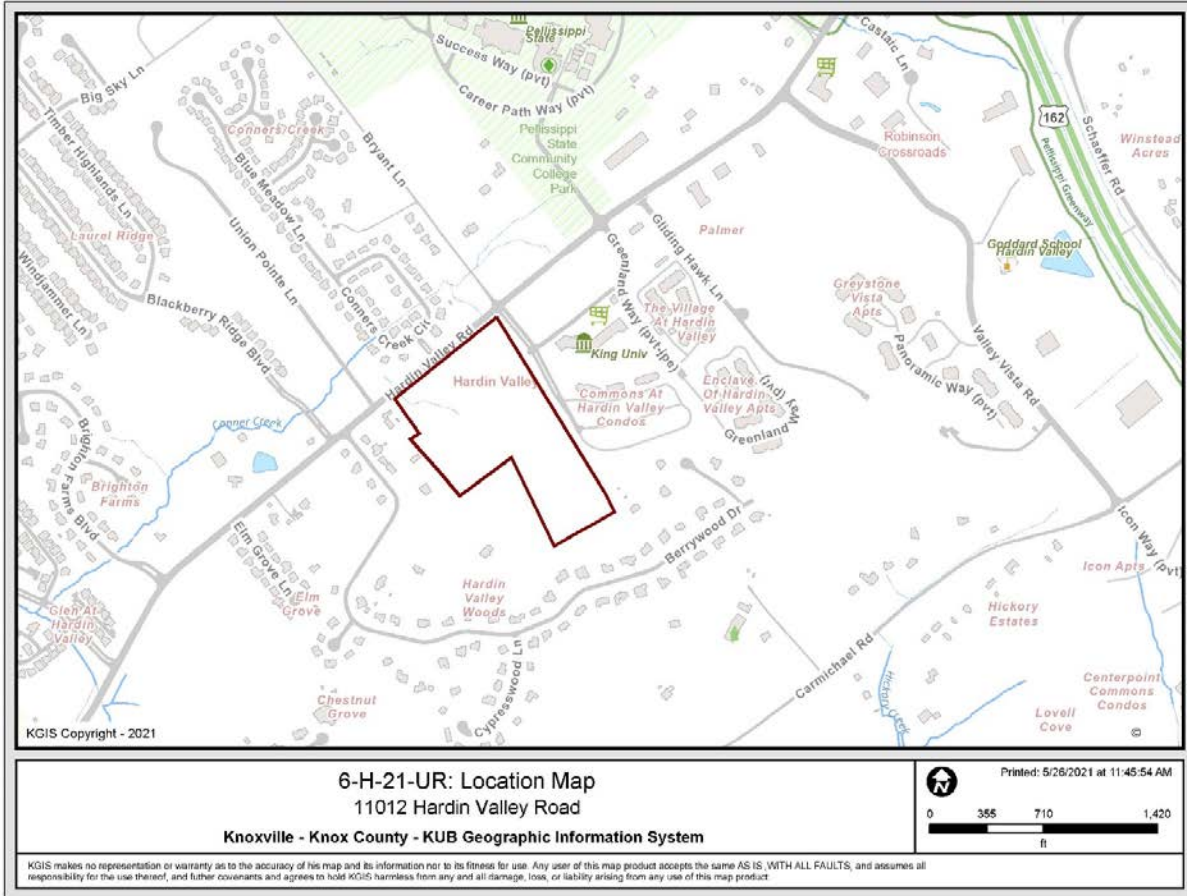 Pellissippi
State
Success Way (pvt)
Career Path Way (pvt)
Castaic Ln
Big Sky Ln
Timber Highlands Ln
Conners Creek
Blue Meadow Ln
Bryant Ln
Pellissippi
State
Community
College
Park
Robinson
Crossroads
162
Schaeffer Rd
Pellissippi Greenway
Winstead
Acres
Laurel Ridge
Windjammer Ln
Union Pointe Ln
Blackberry Ridge Blvd
Conners
Creek Cir
Gliding Hawk Ln
Palmer
Goddard School
Hardin Valley
Greenland Way (pvt-jpe)
The Village
At Hardin
Valley
Greystone
Vista
Apts
Hardin Valley Rd
King Univ
Hardin Valley
Panoramic Way (pvt)
Valley Vista Rd
Commons At
Hardin Valley
Condos
Enclave
Of Hardin
Valley Apts
Greenland Way (pvt)
Conner Creek
Brighton Farms Blvd
Brighton
Farms
Elm Grove Ln
Elm
Grove
Berrywood Dr
Icon Way (pvt)
Icon Apts
Hardin
Valley
Woods
Hickory
Estates
Glen At
Hardin
Valley
Cypresswood Ln
Carmichael Rd
Hickory Creek
Chestnut
Grove
Centerpoint
Commons
Condos
Lovell
Cove
KGIS Copyright - 2021
©
6-H-21-UR: Location Map
11012 Hardin Valley Road
Knoxville - Knox County - KUB Geographic Information System
N
Printed: 5/26/2021 at 11:45:54 AM
0 355 710 1,420
ft
KGIS makes no representation or warranty as to the accuracy of his map and its information nor to its fitness for use. Any user of this map product accepts the same AS IS ,WITH ALL FAULTS, and assumes all
responsibility for the use thereof, and futher covenants and agrees to hold KGIS harmless from any and all damage, loss, or liability arising from any use of this map product.